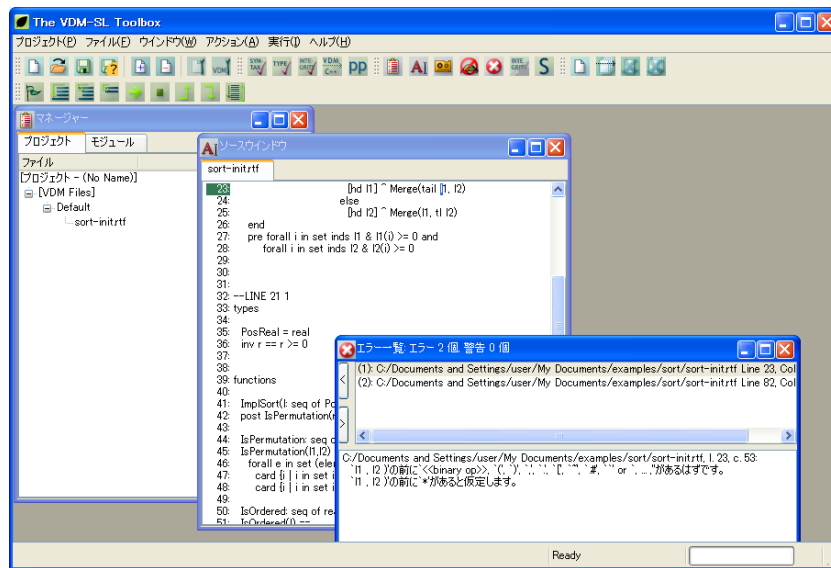 The VDM-SL Toolbox
プロジェクト(P) ファイル(F) ウインドウ(W) アクション(A) 実行(I) ヘルプ(H)
SYN-TAX TYPE INTE-GRITY VDM C++ PP
VDM
AI S
マネージャー
プロジェクト モジュール
ファイル
[プロジェクト - (No Name)]
[VDM Files]
Default
sort-init.rtf
AI ソースウインドウ
sort-init.rtf
23: [hd l1] ^ Merge(tail l1, l2)
24: else
25: [hd l2] ^ Merge(l1, tl l2)
26: end
27: pre forall i in set inds l1 & l1(i) >= 0 and
28: forall i in set inds l2 & l2(i) >= 0
29:
30:
31:
32: --LINE 21 1
33: types
34:
35: PosReal = real
36: inv r == r >= 0
37:
38:
39: functions
40:
41: ImplSort(l: seq of Po
42: post IsPermutation(r
43:
44: IsPermutation: seq o
45: IsPermutation(l1,l2)
46: forall e in set (elem
47: card {i | i in set i
48: card {i | i in set i
49:
50: IsOrdered: seq of rea
51: IsOrdered(l) ==
エラー一覧: エラー 2 個 警告 0 個
(1): C:/Documents and Settings/user/My Documents/examples/sort/sort-init.rtf Line 23, Col
(2): C:/Documents and Settings/user/My Documents/examples/sort/sort-init.rtf Line 82, Col
C:/Documents and Settings/user/My Documents/examples/sort/sort-init.rtf, l. 23, c. 53:
`l1 , l2 )'の前に`<<binary op>>, `(', `)', `,', `;', `[', `~', `#', `.`' or `, ...,''があるはずです。
`l1 , l2 )'の前に`*'があると仮定します。
Ready